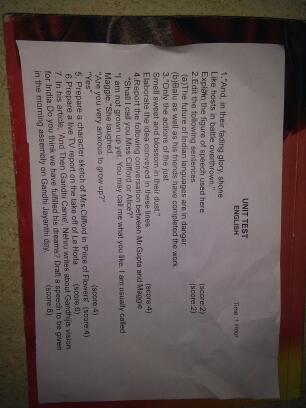 UNIT TEST
ENGLISH
Time :1 Hour
1."And, in their fading glory, shone
Like hosts in battle overthrown"
Explain the figure of speech used here (score:2)
2.Edit the following sentences (score:2)
(a)The future of Indian languages are in danger.
(b)Balu as well as his friends have completed the work
3."Only the actions of the just
Smell sweet and blossom in their dust."
Elaborate the idea conveyed in these lines (score:4)
4.Report the following conversation between Mr.Gupta and Maggie
"Shall I call you Miss Clifford or Alice?"
"I am not grown up yet. You may call me what you like. I am usually called
Maggie."She laughed.
"Are you very anxious to grow up?"
"Yes" (score:4)
5. Prepare a character sketch of Mrs.Clifford in 'Price of Flowers' (score:4)
6.Prepare a live TV report on the take off of Le Horla (score:6)
7. In his article, 'And Then Gandhi Came', Nehru writes about Gandhiji's vision
for India.Do you think we have fulfilled his dreams? Draft a speech to be given
in the morning assembly on Gandhi Jayanthi day. (score:8)